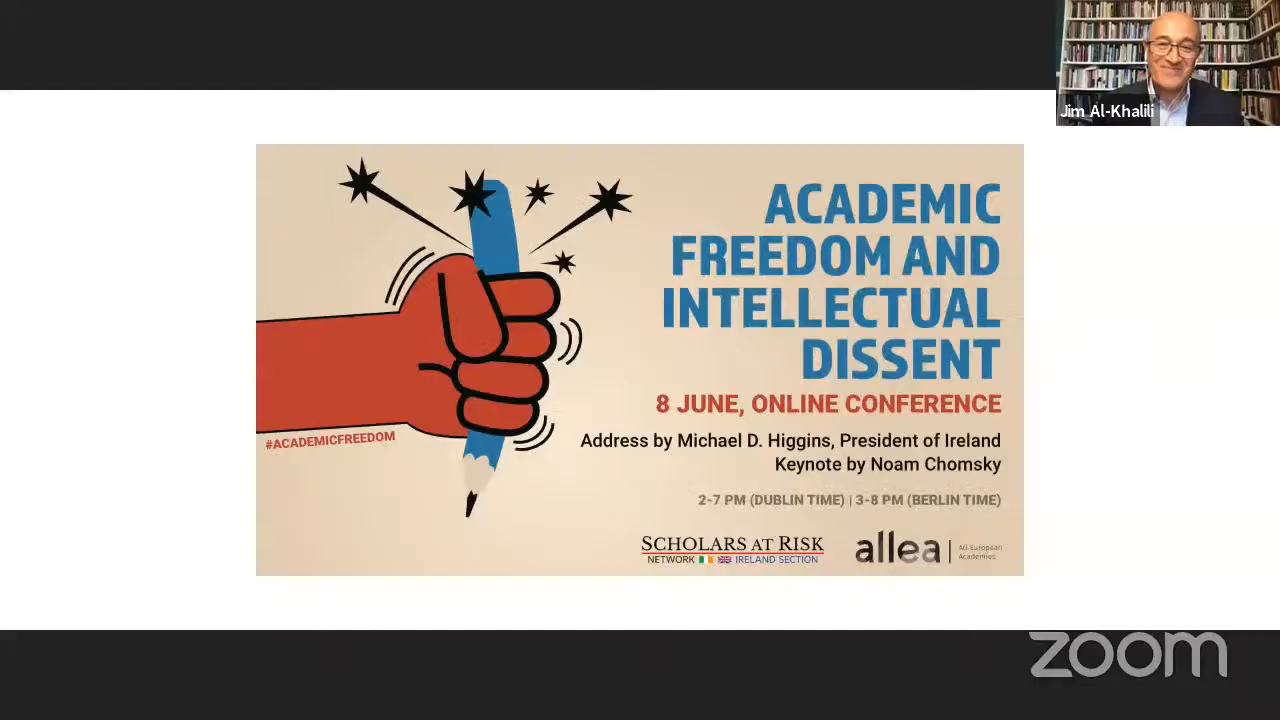 Jim Al-Khalili
ACADEMIC
FREEDOM AND
INTELLECTUAL
DISSENT
8 JUNE, ONLINE CONFERENCE
#ACADEMICFREEDOM
Address by Michael D. Higgins, President of Ireland
Keynote by Noam Chomsky
2-7 PM (DUBLIN TIME) | 3-8 PM (BERLIN TIME)
SCHOLARS AT RISK
NETWORK IRELAND SECTION
allea
All European
Academies
zoom